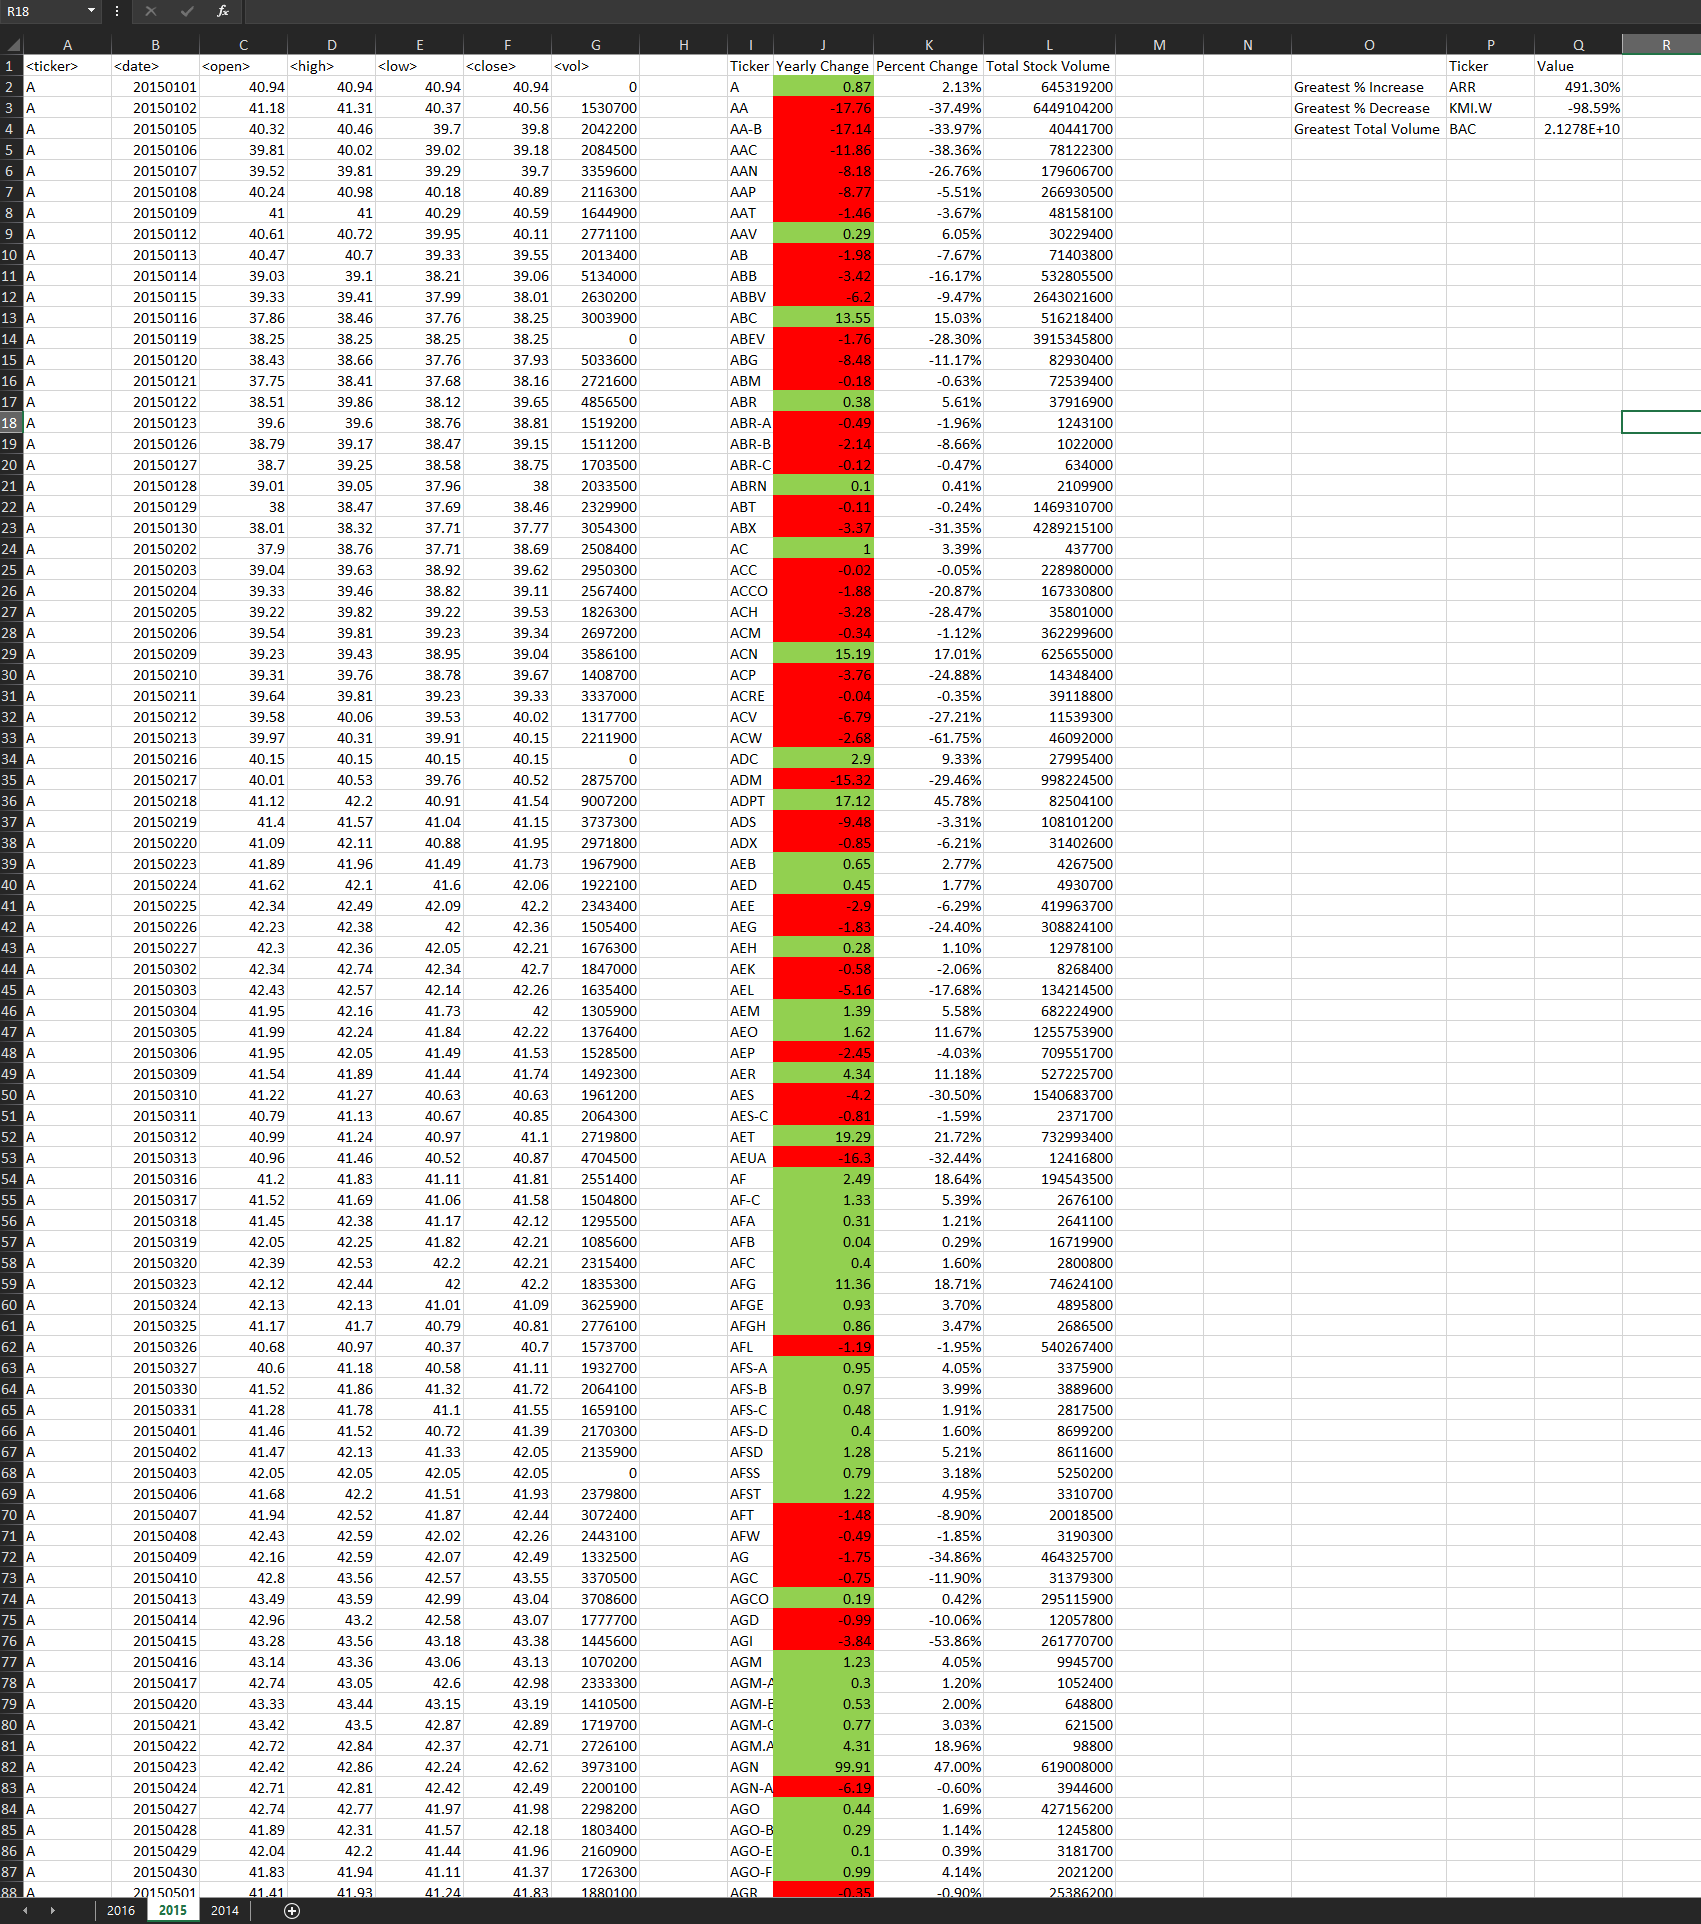 R18 fx
A B C D E F G H I J K L M N O P Q R
1 <ticker> <date> <open> <high> <low> <close> <vol> Ticker Yearly Change Percent Change Total Stock Volume Ticker Value
2 A 20150101 40.94 40.94 40.94 40.94 0 A 0.87 2.13% 645319200 Greatest % Increase ARR 491.30%
3 A 20150102 41.18 41.31 40.37 40.56 1530700 AA -17.76 -37.49% 6449104200 Greatest % Decrease KMI.W -98.59%
4 A 20150105 40.32 40.46 39.7 39.8 2042200 AA-B -17.14 -33.97% 40441700 Greatest Total Volume BAC 2.1278E+10
5 A 20150106 39.81 40.02 39.02 39.18 2084500 AAC -11.86 -38.36% 78122300
6 A 20150107 39.52 39.81 39.29 39.7 3359600 AAN -8.18 -26.76% 179606700
7 A 20150108 40.24 40.98 40.18 40.89 2116300 AAP -8.77 -5.51% 266930500
8 A 20150109 41 41 40.29 40.59 1644900 AAT -1.46 -3.67% 48158100
9 A 20150112 40.61 40.72 39.95 40.11 2771100 AAV 0.29 6.05% 30229400
10 A 20150113 40.47 40.7 39.33 39.55 2013400 AB -1.98 -7.67% 71403800
11 A 20150114 39.03 39.1 38.21 39.06 5134000 ABB -3.42 -16.17% 532805500
12 A 20150115 39.33 39.41 37.99 38.01 2630200 ABBV -6.2 -9.47% 2643021600
13 A 20150116 37.86 38.46 37.76 38.25 3003900 ABC 13.55 15.03% 516218400
14 A 20150119 38.25 38.25 38.25 38.25 0 ABEV -1.76 -28.30% 3915345800
15 A 20150120 38.43 38.66 37.76 37.93 5033600 ABG -8.48 -11.17% 82930400
16 A 20150121 37.75 38.41 37.68 38.16 2721600 ABM -0.18 -0.63% 72539400
17 A 20150122 38.51 39.86 38.12 39.65 4856500 ABR 0.38 5.61% 37916900
18 A 20150123 39.6 39.6 38.76 38.81 1519200 ABR-A -0.49 -1.96% 1243100
19 A 20150126 38.79 39.17 38.47 39.15 1511200 ABR-B -2.14 -8.66% 1022000
20 A 20150127 38.7 39.25 38.58 38.75 1703500 ABR-C -0.12 -0.47% 634000
21 A 20150128 39.01 39.05 37.96 38 2033500 ABRN 0.1 0.41% 2109900
22 A 20150129 38 38.47 37.69 38.46 2329900 ABT -0.11 -0.24% 1469310700
23 A 20150130 38.01 38.32 37.71 37.77 3054300 ABX -3.37 -31.35% 4289215100
24 A 20150202 37.9 38.76 37.71 38.69 2508400 AC 1 3.39% 437700
25 A 20150203 39.04 39.63 38.92 39.62 2950300 ACC -0.02 -0.05% 228980000
26 A 20150204 39.33 39.46 38.82 39.11 2567400 ACCO -1.88 -20.87% 167330800
27 A 20150205 39.22 39.82 39.22 39.53 1826300 ACH -3.28 -28.47% 35801000
28 A 20150206 39.54 39.81 39.23 39.34 2697200 ACM -0.34 -1.12% 362299600
29 A 20150209 39.23 39.43 38.95 39.04 3586100 ACN 15.19 17.01% 625655000
30 A 20150210 39.31 39.76 38.78 39.67 1408700 ACP -3.76 -24.88% 14348400
31 A 20150211 39.64 39.81 39.23 39.33 3337000 ACRE -0.04 -0.35% 39118800
32 A 20150212 39.58 40.06 39.53 40.02 1317700 ACV -6.79 -27.21% 11539300
33 A 20150213 39.97 40.31 39.91 40.15 2211900 ACW -2.68 -61.75% 46092000
34 A 20150216 40.15 40.15 40.15 40.15 0 ADC 2.9 9.33% 27995400
35 A 20150217 40.01 40.53 39.76 40.52 2875700 ADM -15.32 -29.46% 998224500
36 A 20150218 41.12 42.2 40.91 41.54 9007200 ADPT 17.12 45.78% 82504100
37 A 20150219 41.4 41.57 41.04 41.15 3737300 ADS -9.48 -3.31% 108101200
38 A 20150220 41.09 42.11 40.88 41.95 2971800 ADX -0.85 -6.21% 31402600
39 A 20150223 41.89 41.96 41.49 41.73 1967900 AEB 0.65 2.77% 4267500
40 A 20150224 41.62 42.1 41.6 42.06 1922100 AED 0.45 1.77% 4930700
41 A 20150225 42.34 42.49 42.09 42.2 2343400 AEE -2.9 -6.29% 419963700
42 A 20150226 42.23 42.38 42 42.36 1505400 AEG -1.83 -24.40% 308824100
43 A 20150227 42.3 42.36 42.05 42.21 1676300 AEH 0.28 1.10% 12978100
44 A 20150302 42.34 42.74 42.34 42.7 1847000 AEK -0.58 -2.06% 8268400
45 A 20150303 42.43 42.57 42.14 42.26 1635400 AEL -5.16 -17.68% 134214500
46 A 20150304 41.95 42.16 41.73 42 1305900 AEM 1.39 5.58% 682224900
47 A 20150305 41.99 42.24 41.84 42.22 1376400 AEO 1.62 11.67% 1255753900
48 A 20150306 41.95 42.05 41.49 41.53 1528500 AEP -2.45 -4.03% 709551700
49 A 20150309 41.54 41.89 41.44 41.74 1492300 AER 4.34 11.18% 527225700
50 A 20150310 41.22 41.27 40.63 40.63 1961200 AES -4.2 -30.50% 1540683700
51 A 20150311 40.79 41.13 40.67 40.85 2064300 AES-C -0.81 -1.59% 2371700
52 A 20150312 40.99 41.24 40.97 41.1 2719800 AET 19.29 21.72% 732993400
53 A 20150313 40.96 41.46 40.52 40.87 4704500 AEUA -16.3 -32.44% 12416800
54 A 20150316 41.2 41.83 41.11 41.81 2551400 AF 2.49 18.64% 194543500
55 A 20150317 41.52 41.69 41.06 41.58 1504800 AF-C 1.33 5.39% 2676100
56 A 20150318 41.45 42.38 41.17 42.12 1295500 AFA 0.31 1.21% 2641100
57 A 20150319 42.05 42.25 41.82 42.21 1085600 AFB 0.04 0.29% 16719900
58 A 20150320 42.39 42.53 42.2 42.21 2315400 AFC 0.4 1.60% 2800800
59 A 20150323 42.12 42.44 42 42.2 1835300 AFG 11.36 18.71% 74624100
60 A 20150324 42.13 42.13 41.01 41.09 3625900 AFGE 0.93 3.70% 4895800
61 A 20150325 41.17 41.7 40.79 40.81 2776100 AFGH 0.86 3.47% 2686500
62 A 20150326 40.68 40.97 40.37 40.7 1573700 AFL -1.19 -1.95% 540267400
63 A 20150327 40.6 41.18 40.58 41.11 1932700 AFS-A 0.95 4.05% 3375900
64 A 20150330 41.52 41.86 41.32 41.72 2064100 AFS-B 0.97 3.99% 3889600
65 A 20150331 41.28 41.78 41.1 41.55 1659100 AFS-C 0.48 1.91% 2817500
66 A 20150401 41.46 41.52 40.72 41.39 2170300 AFS-D 0.4 1.60% 8699200
67 A 20150402 41.47 42.13 41.33 42.05 2135900 AFSD 1.28 5.21% 8611600
68 A 20150403 42.05 42.05 42.05 42.05 0 AFSS 0.79 3.18% 5250200
69 A 20150406 41.68 42.2 41.51 41.93 2379800 AFST 1.22 4.95% 3310700
70 A 20150407 41.94 42.52 41.87 42.44 3072400 AFT -1.48 -8.90% 20018500
71 A 20150408 42.43 42.59 42.02 42.26 2443100 AFW -0.49 -1.85% 3190300
72 A 20150409 42.16 42.59 42.07 42.49 1332500 AG -1.75 -34.86% 464325700
73 A 20150410 42.8 43.56 42.57 43.55 3370500 AGC -0.75 -11.90% 31379300
74 A 20150413 43.49 43.59 42.99 43.04 3708600 AGCO 0.19 0.42% 295115900
75 A 20150414 42.96 43.2 42.58 43.07 1777700 AGD -0.99 -10.06% 12057800
76 A 20150415 43.28 43.56 43.18 43.38 1445600 AGI -3.84 -53.86% 261770700
77 A 20150416 43.14 43.36 43.06 43.13 1070200 AGM 1.23 4.05% 9945700
78 A 20150417 42.74 43.05 42.6 42.98 2333300 AGM-A 0.3 1.20% 1052400
79 A 20150420 43.33 43.44 43.15 43.19 1410500 AGM-B 0.53 2.00% 648800
80 A 20150421 43.42 43.5 42.87 42.89 1719700 AGM-C 0.77 3.03% 621500
81 A 20150422 42.72 42.84 42.37 42.71 2726100 AGM.A 4.31 18.96% 98800
82 A 20150423 42.42 42.86 42.24 42.62 3973100 AGN 99.91 47.00% 619008000
83 A 20150424 42.71 42.81 42.42 42.49 2200100 AGN-A -6.19 -0.60% 3944600
84 A 20150427 42.74 42.77 41.97 41.98 2298200 AGO 0.44 1.69% 427156200
85 A 20150428 41.89 42.31 41.57 42.18 1803400 AGO-B 0.29 1.14% 1245800
86 A 20150429 42.04 42.2 41.44 41.96 2160900 AGO-E 0.1 0.39% 3181700
87 A 20150430 41.83 41.94 41.11 41.37 1726300 AGO-F 0.99 4.14% 2021200
88 A 20150501 41.41 41.93 41.24 41.83 1880100 AGR -0.35 -0.90% 25386200
2016 2015 2014